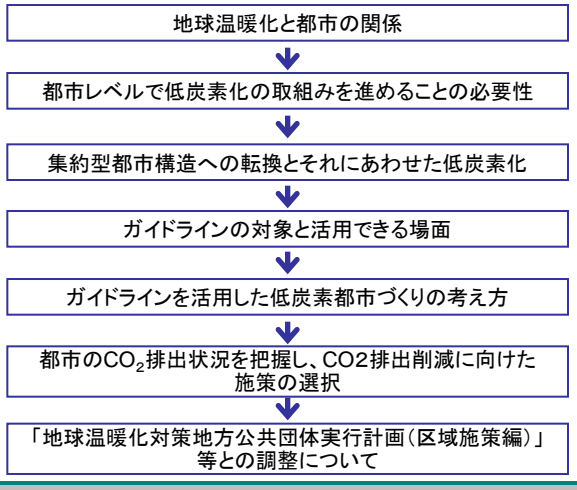 地球温暖化と都市の関係
都市レベルで低炭素化の取組みを進めることの必要性
集約型都市構造への転換とそれにあわせた低炭素化
ガイドラインの対象と活用できる場面
ガイドラインを活用した低炭素都市づくりの考え方
都市のCO₂排出状況を把握し、CO2排出削減に向けた
施策の選択
「地球温暖化対策地方公共団体実行計画(区域施策編)」
等との調整について